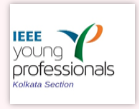 IEEE
young
professionals
Kolkata Section